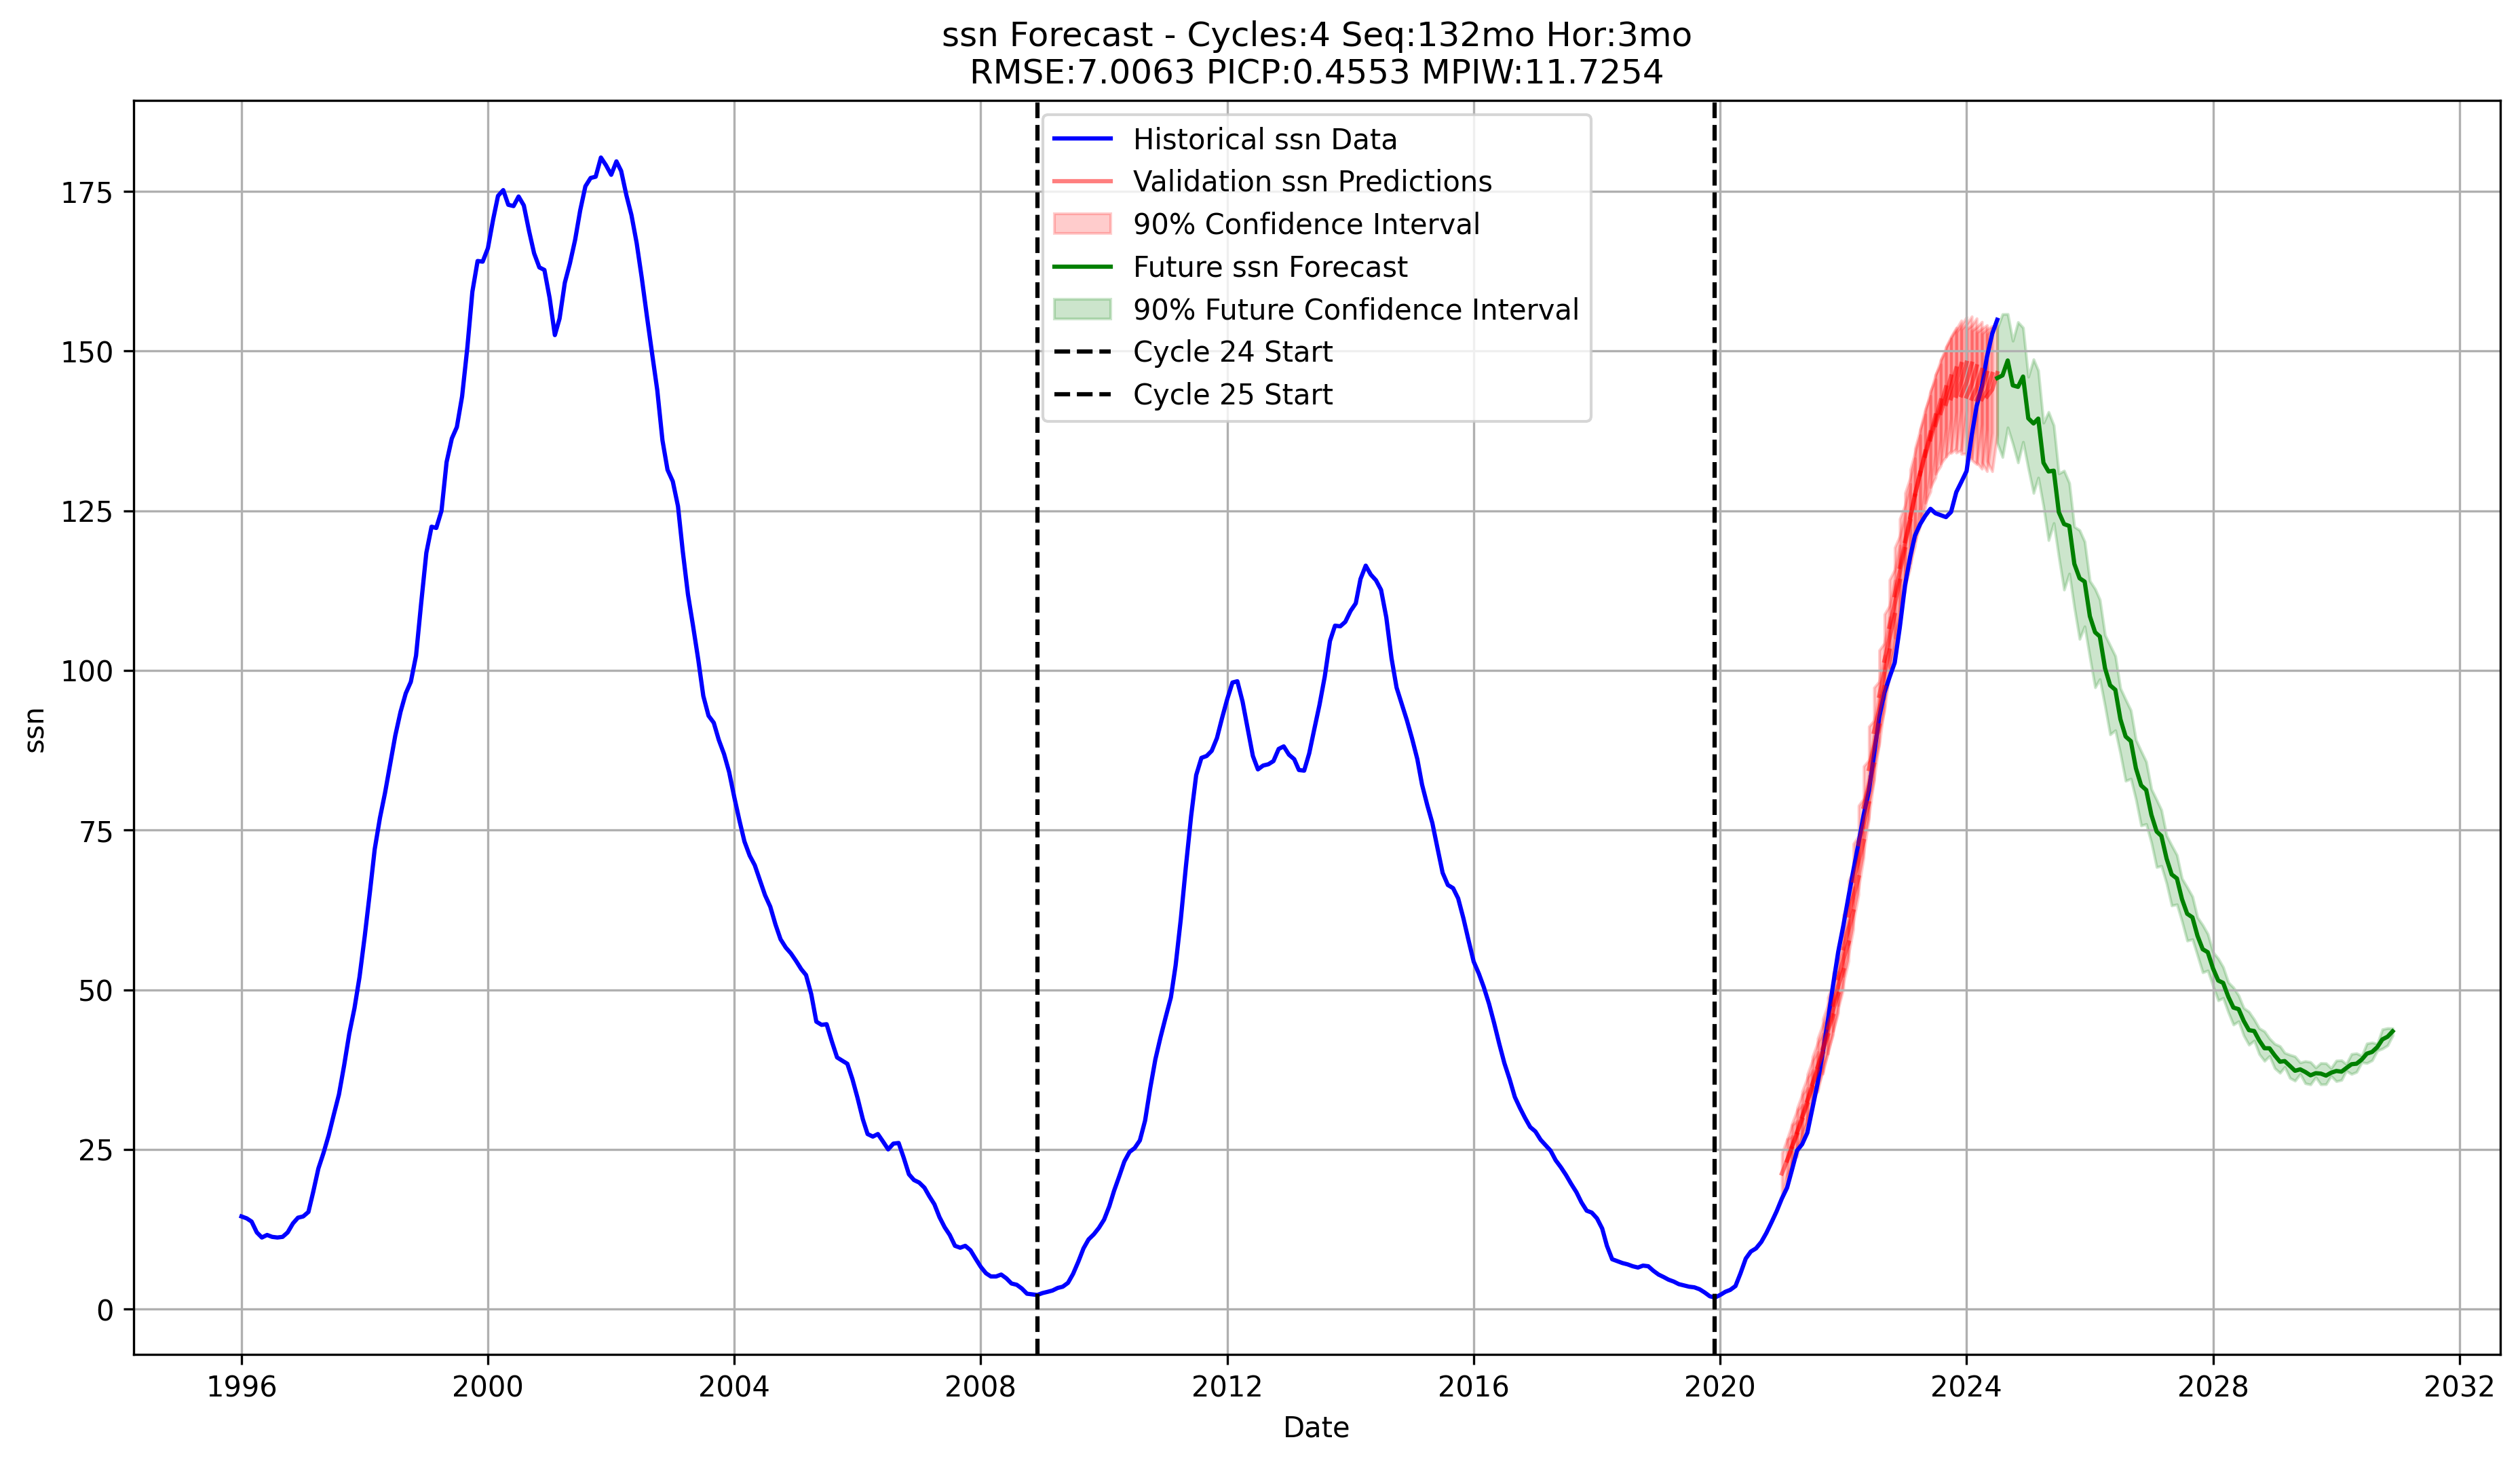 ssn Forecast - Cycles:4 Seq:132mo Hor:3mo
RMSE:7.0063 PICP:0.4553 MPIW:11.7254
Historical ssn Data
Validation ssn Predictions
90% Confidence Interval
Future ssn Forecast
90% Future Confidence Interval
Cycle 24 Start
Cycle 25 Start
175
150
125
100
75
50
25
0
ssn
1996 2000 2004 2008 2012 2016 2020 2024 2028 2032
Date